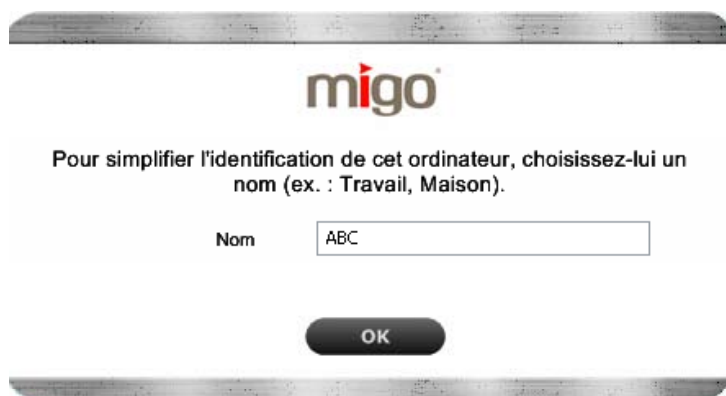 migo
Pour simplifier l'identification de cet ordinateur, choisissez-lui un
nom (ex. : Travail, Maison).
Nom ABC
OK